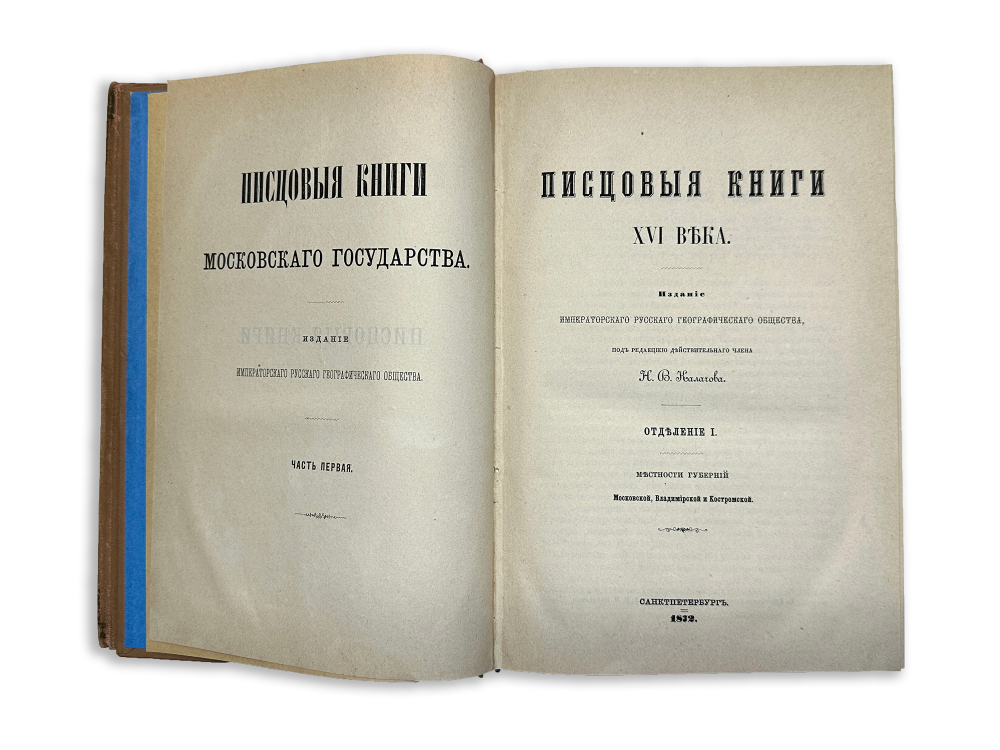 ПИСЦОВЫЯ КНИГИ
МОСКОВСКАГО ГОСУДАРСТВА.
ИЗДАНІЕ
ИМПЕРАТОРСКАГО РУССКАГО ГЕОГРАФИЧЕСКАГО ОБЩЕСТВА.
ЧАСТЬ ПЕРВАЯ.
ПИСЦОВЫЯ КНИГИ
XVI ВѢКА.
Изданіе
ИМПЕРАТОРСКАГО РУССКАГО ГЕОГРАФИЧЕСКАГО ОБЩЕСТВА,
ПОДЪ РЕДАКЦІЕЮ ДѢЙСТВИТЕЛЬНАГО ЧЛЕНА
Н. В. Калачова.
ОТДѢЛЕНІЕ I.
МѢСТНОСТИ ГУБЕРНІЙ
Московской, Владимірской и Костромской.
САНКТПЕТЕРБУРГЪ.
1872.